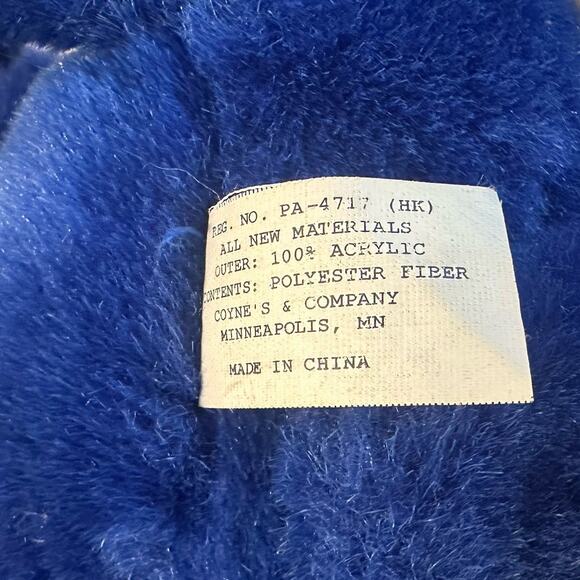 REG. NO. PA-4717 (HK)
ALL NEW MATERIALS
OUTER: 100% ACRYLIC
CONTENTS: POLYESTER FIBER
COYNE'S & COMPANY
MINNEAPOLIS, MN
MADE IN CHINA